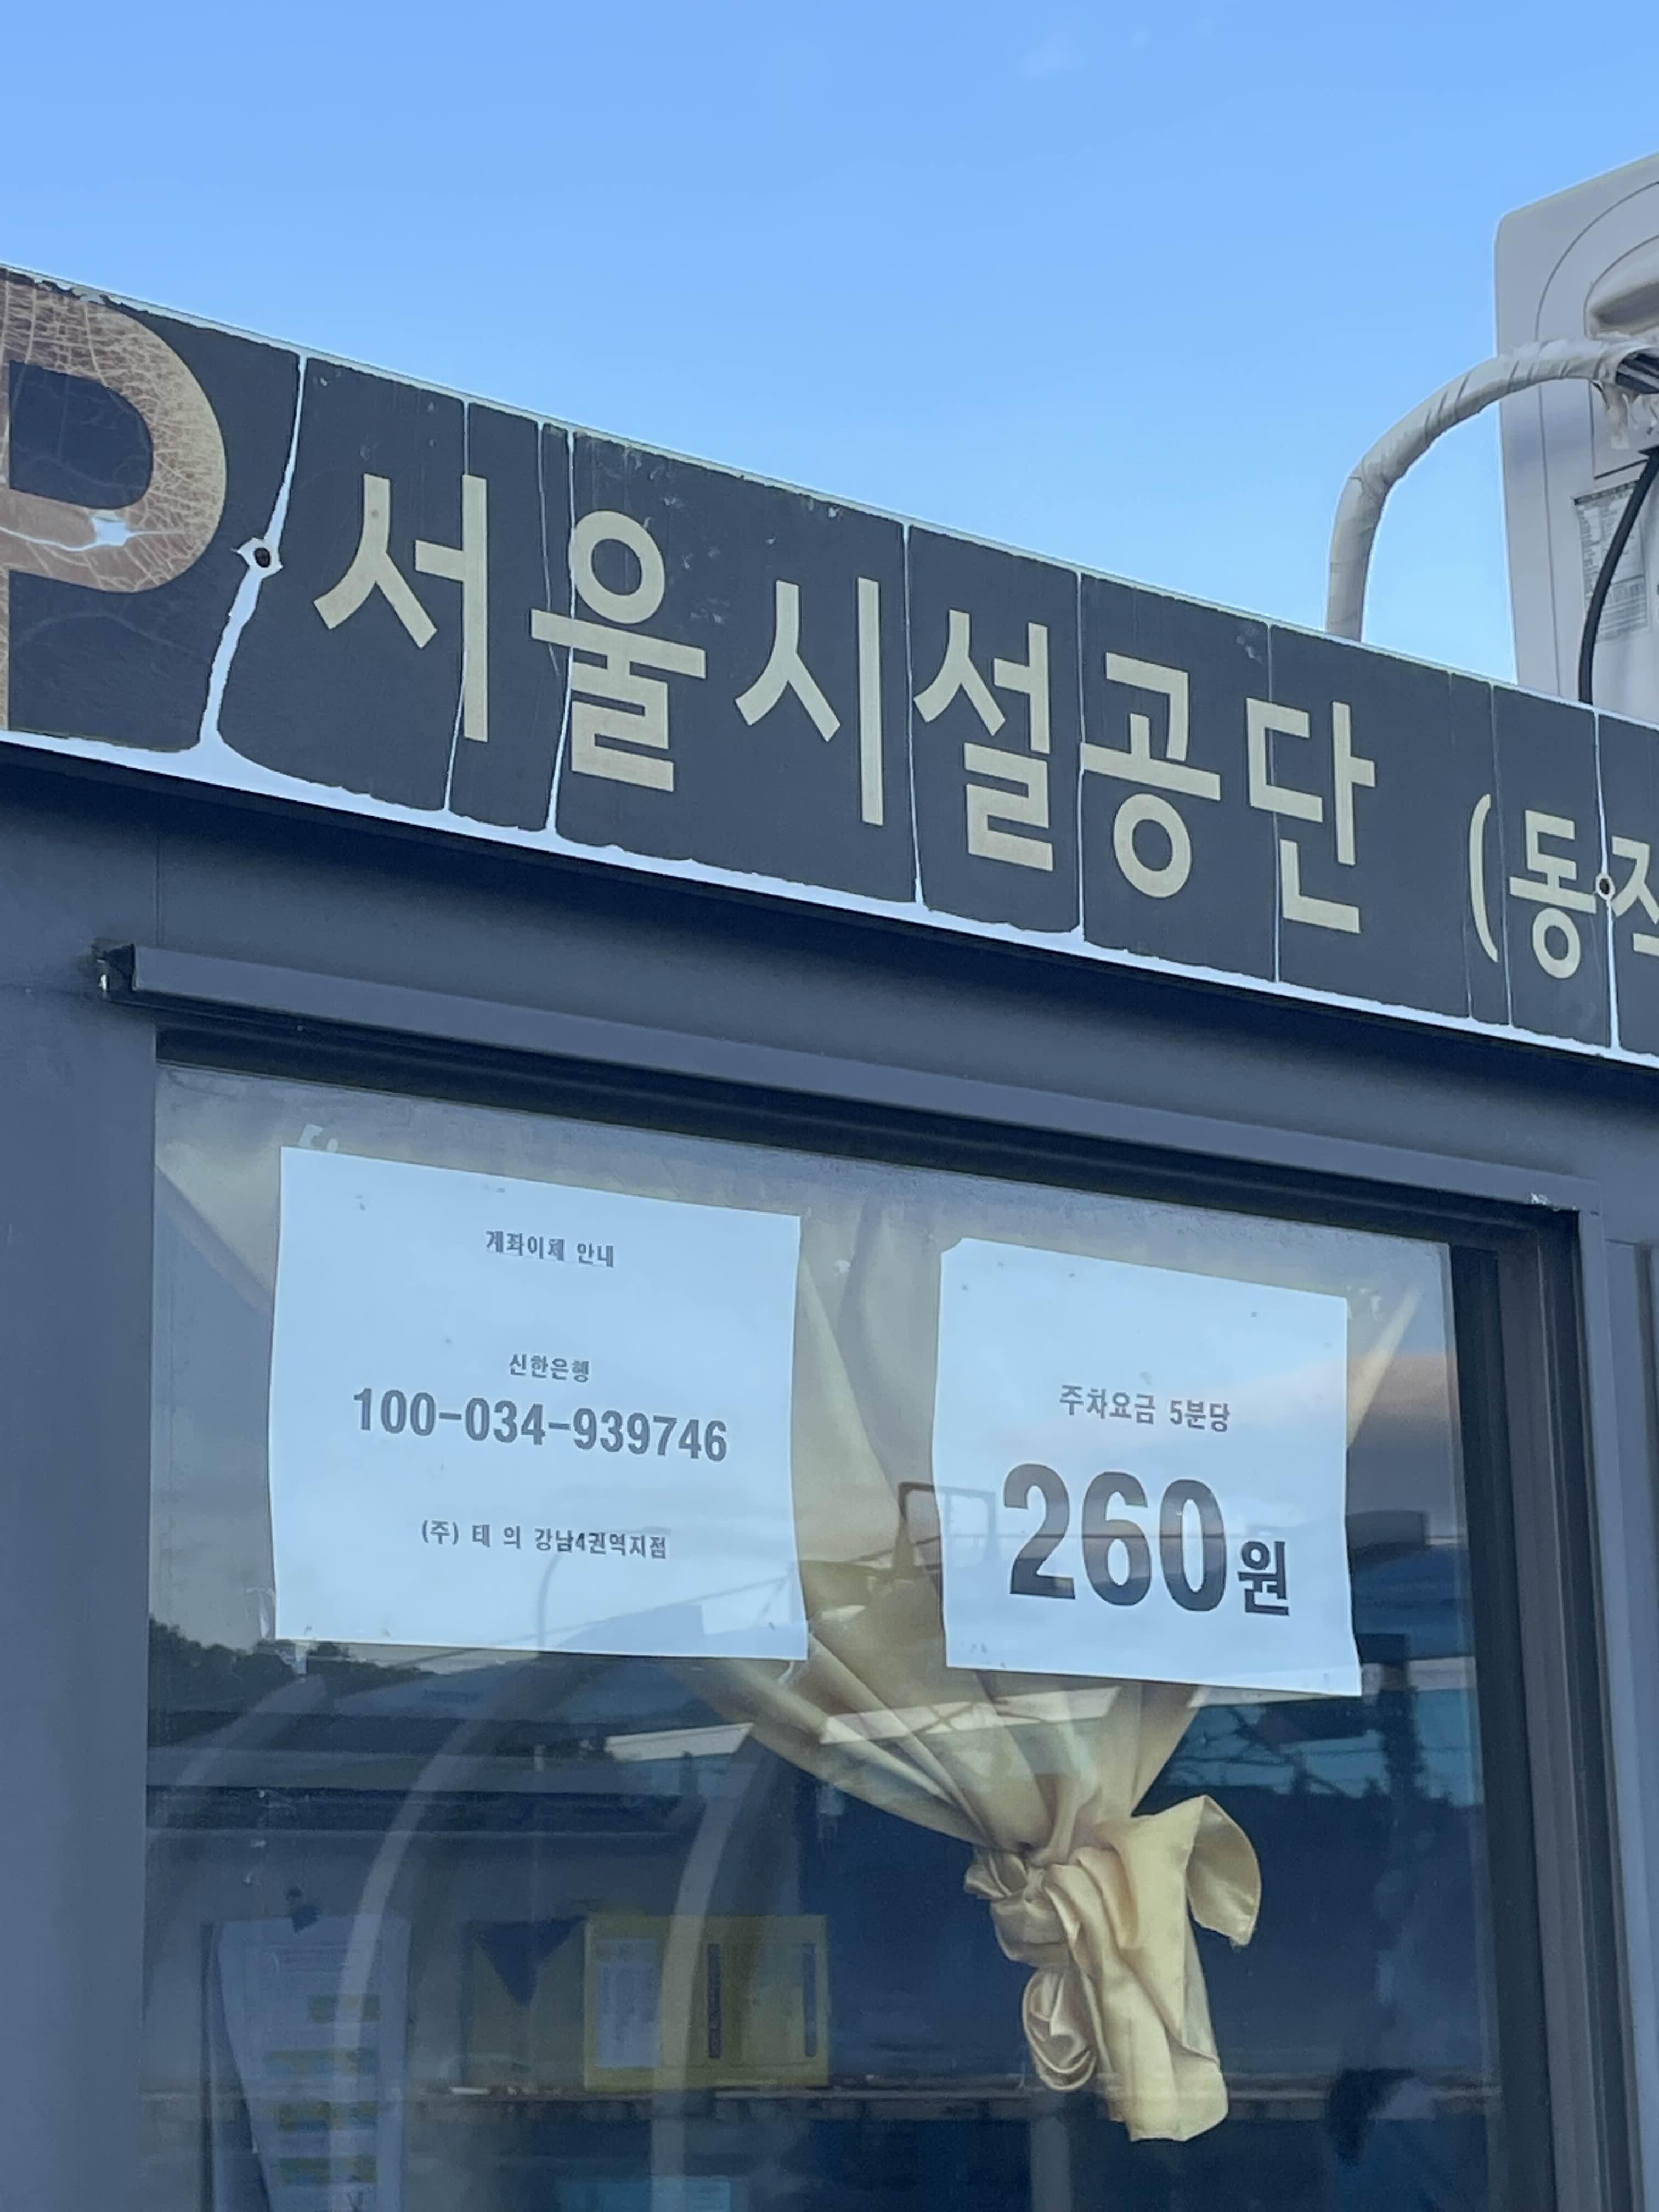 P 서울시설공단 (동작
계좌이체 안내
신한은행
100-034-939746
(주) 태 의 강남4권역지점
주차요금 5분당
260원